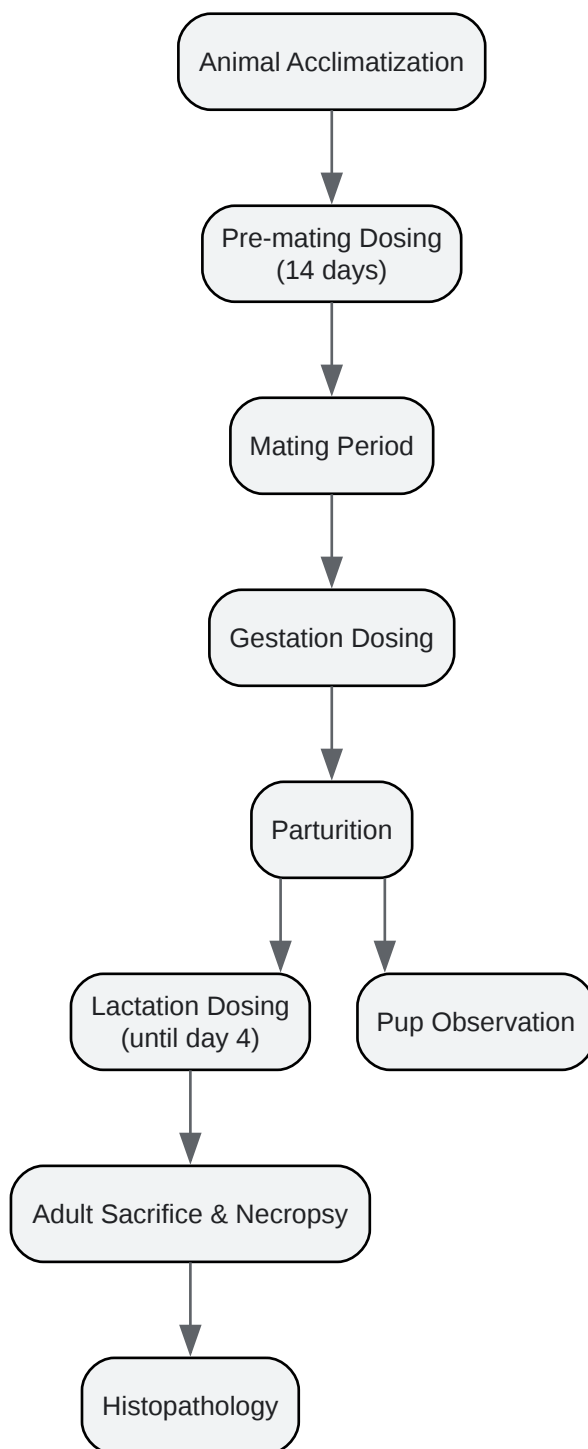 Animal Acclimatization
Pre-mating Dosing
(14 days)
Mating Period
Gestation Dosing
Parturition
Lactation Dosing
(until day 4)
Pup Observation
Adult Sacrifice & Necropsy
Histopathology